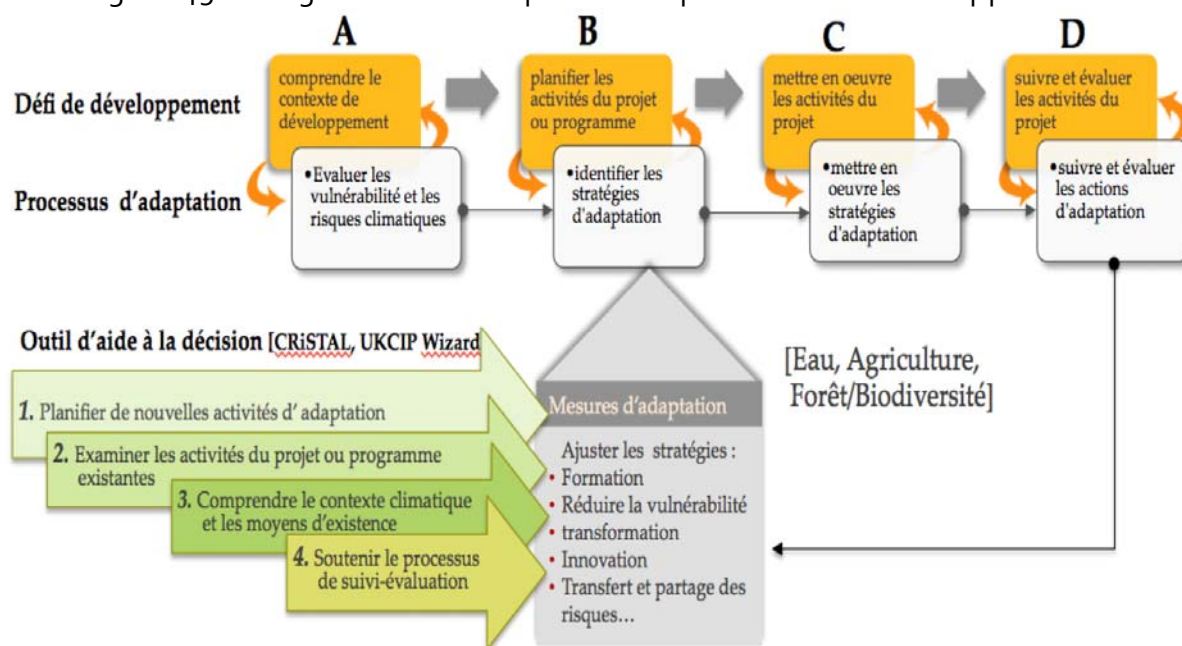 A
B
C
D
Défi de développement
comprendre le
contexte de
développement
planifier les
activités du projet
ou programme
mettre en oeuvre
les activités du
projet
suivre et évaluer
les activités du
projet
Processus d'adaptation
•Evaluer les
vulnérabilité et les
risques climatiques
•identifier les
stratégies
d'adaptation
•mettre en
oeuvre les
stratégies
d'adaptation
•suivre et évaluer
les actions
d'adaptation
Outil d'aide à la décision [CRiSTAL, UKCIP Wizard
1. Planifier de nouvelles activités d' adaptation
2. Examiner les activités du projet ou programme
existantes
3. Comprendre le contexte climatique
et les moyens d'existence
4. Soutenir le processus
de suivi-évaluation
Mesures d'adaptation
Ajuster les stratégies :
• Formation
• Réduire la vulnérabilité
• transformation
• Innovation
• Transfert et partage des
risques...
[Eau, Agriculture,
Forêt/Biodiversité]